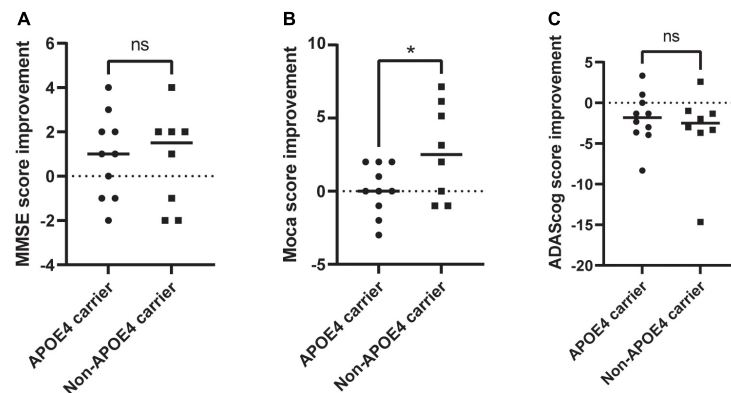 A
ns
MMSE score improvement
6
4
2
0
-2
-4
APOE4 carrier
Non-APOE4 carrier
B
*
Moca score improvement
10
5
0
-5
APOE4 carrier
Non-APOE4 carrier
C
ns
ADAScog score improvement
5
0
-5
-10
-15
-20
APOE4 carrier
Non-APOE4 carrier